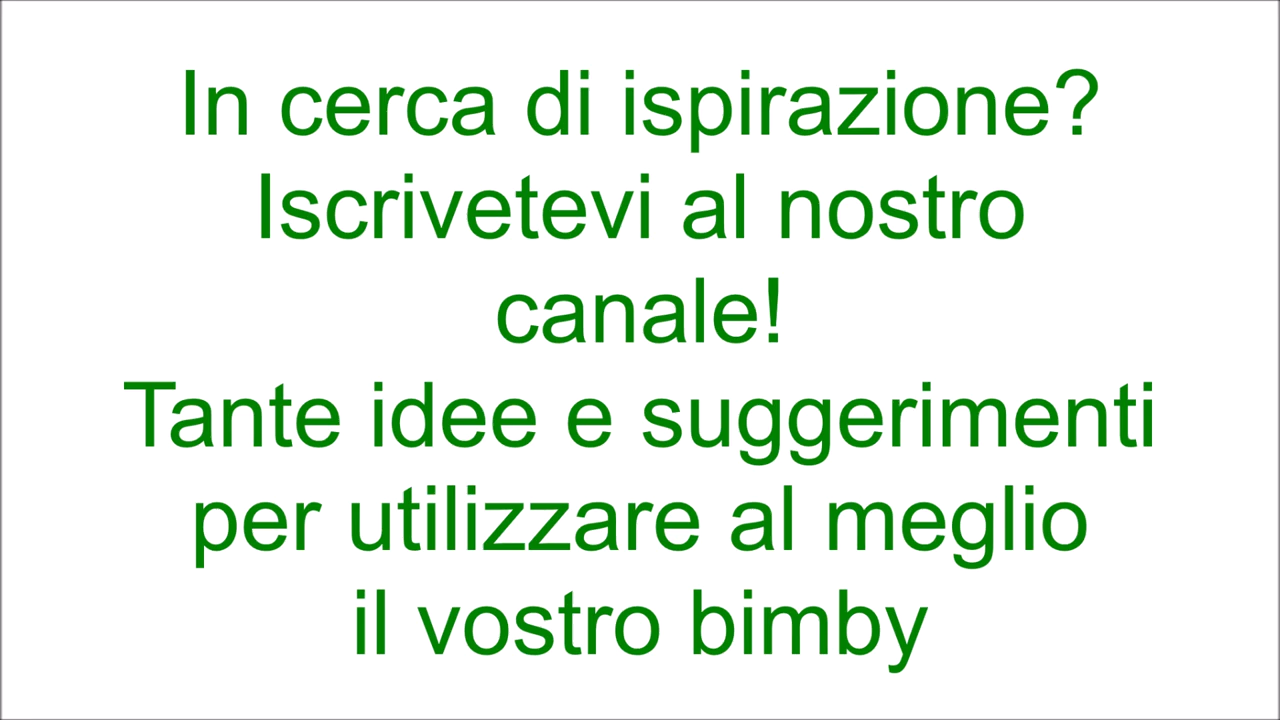 In cerca di ispirazione?
Iscrivetevi al nostro
canale!
Tante idee e suggerimenti
per utilizzare al meglio
il vostro bimby